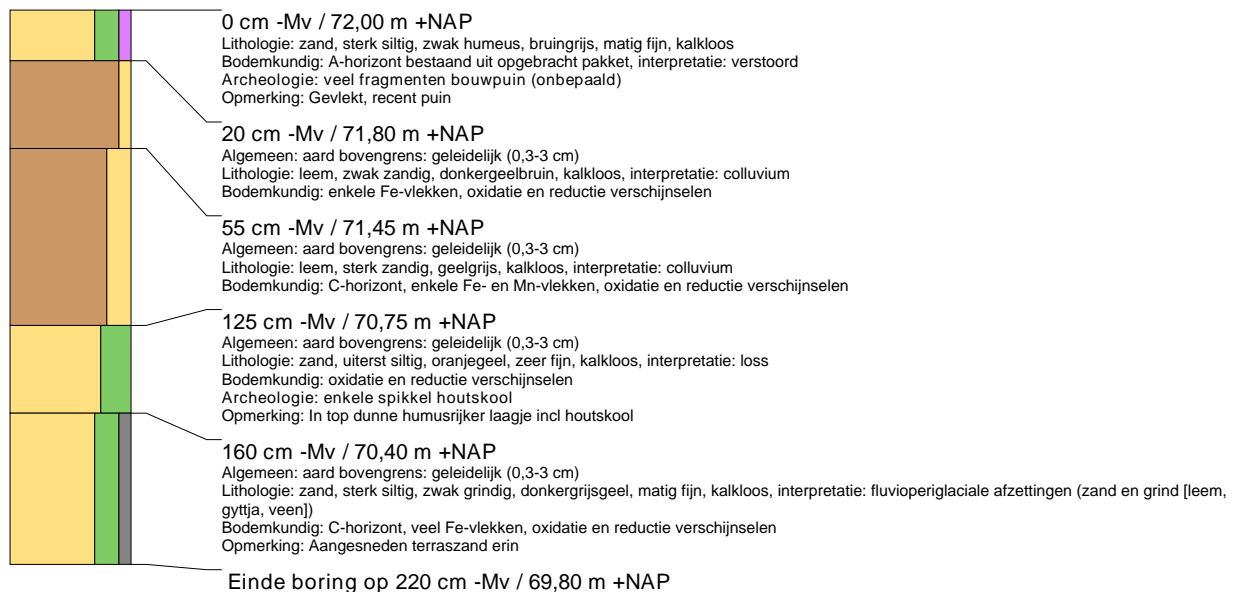 0 cm -Mv / 72,00 m +NAP
Lithologie: zand, sterk siltig, zwak humeus, bruingrijs, matig fijn, kalkloos
Bodemkundig: A-horizont bestaand uit opgebracht pakket, interpretatie: verstoord
Archeologie: veel fragmenten bouwpuin (onbepaald)
Opmerking: Gevlekt, recent puin
20 cm -Mv / 71,80 m +NAP
Algemeen: aard bovengrens: geleidelijk (0,3-3 cm)
Lithologie: leem, zwak zandig, donkergeelbruin, kalkloos, interpretatie: colluvium
Bodemkundig: enkele Fe-vlekken, oxidatie en reductie verschijnselen
55 cm -Mv / 71,45 m +NAP
Algemeen: aard bovengrens: geleidelijk (0,3-3 cm)
Lithologie: leem, sterk zandig, geelgrijs, kalkloos, interpretatie: colluvium
Bodemkundig: C-horizont, enkele Fe- en Mn-vlekken, oxidatie en reductie verschijnselen
125 cm -Mv / 70,75 m +NAP
Algemeen: aard bovengrens: geleidelijk (0,3-3 cm)
Lithologie: zand, uiterst siltig, oranjegeel, zeer fijn, kalkloos, interpretatie: loss
Bodemkundig: oxidatie en reductie verschijnselen
Archeologie: enkele spikkel houtskool
Opmerking: In top dunne humusrijker laagje incl houtskool
160 cm -Mv / 70,40 m +NAP
Algemeen: aard bovengrens: geleidelijk (0,3-3 cm)
Lithologie: zand, sterk siltig, zwak grindig, donkergrijsgeel, matig fijn, kalkloos, interpretatie: fluvioperiglaciale afzettingen (zand en grind [leem,
gyttja, veen])
Bodemkundig: C-horizont, veel Fe-vlekken, oxidatie en reductie verschijnselen
Opmerking: Aangesneden terraszand erin
Einde boring op 220 cm -Mv / 69,80 m +NAP